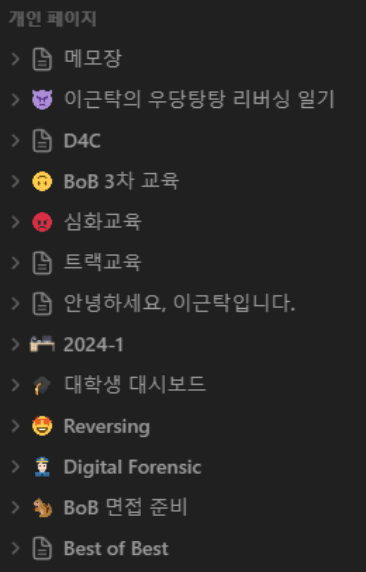 개인 페이지
메모장
이근탁의 우당탕탕 리버싱 일기
D4C
BoB 3차 교육
심화교육
트랙교육
안녕하세요, 이근탁입니다.
2024-1
대학생 대시보드
Reversing
Digital Forensic
BoB 면접 준비
Best of Best